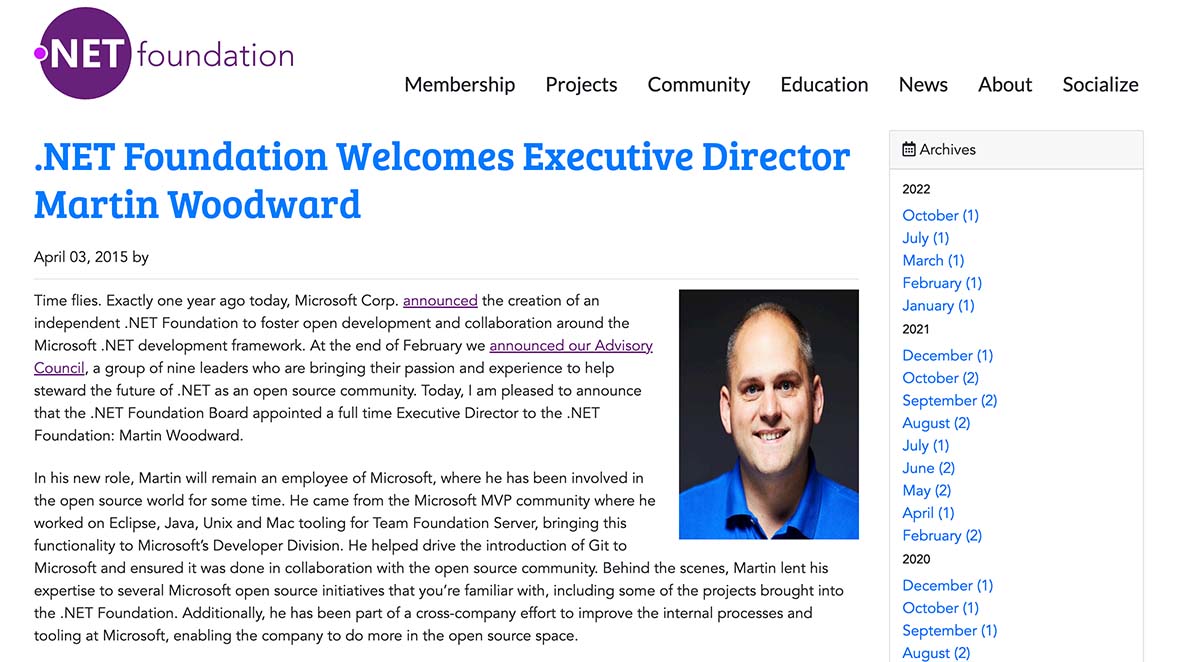 .NET foundation
Membership Projects Community Education News About Socialize
.NET Foundation Welcomes Executive Director
Martin Woodward
April 03, 2015 by
Time flies. Exactly one year ago today, Microsoft Corp. announced the creation of an
independent .NET Foundation to foster open development and collaboration around the
Microsoft .NET development framework. At the end of February we announced our Advisory
Council, a group of nine leaders who are bringing their passion and experience to help
steward the future of .NET as an open source community. Today, I am pleased to announce
that the .NET Foundation Board appointed a full time Executive Director to the .NET
Foundation: Martin Woodward.
In his new role, Martin will remain an employee of Microsoft, where he has been involved in
the open source world for some time. He came from the Microsoft MVP community where he
worked on Eclipse, Java, Unix and Mac tooling for Team Foundation Server, bringing this
functionality to Microsoft’s Developer Division. He helped drive the introduction of Git to
Microsoft and ensured it was done in collaboration with the open source community. Behind the scenes, Martin lent his
expertise to several Microsoft open source initiatives that you’re familiar with, including some of the projects brought into
the .NET Foundation. Additionally, he has been part of a cross-company effort to improve the internal processes and
tooling at Microsoft, enabling the company to do more in the open source space.
Archives
2022
October (1)
July (1)
March (1)
February (1)
January (1)
2021
December (1)
October (2)
September (2)
August (2)
July (1)
June (2)
May (2)
April (1)
February (2)
2020
December (1)
October (1)
September (1)
August (2)